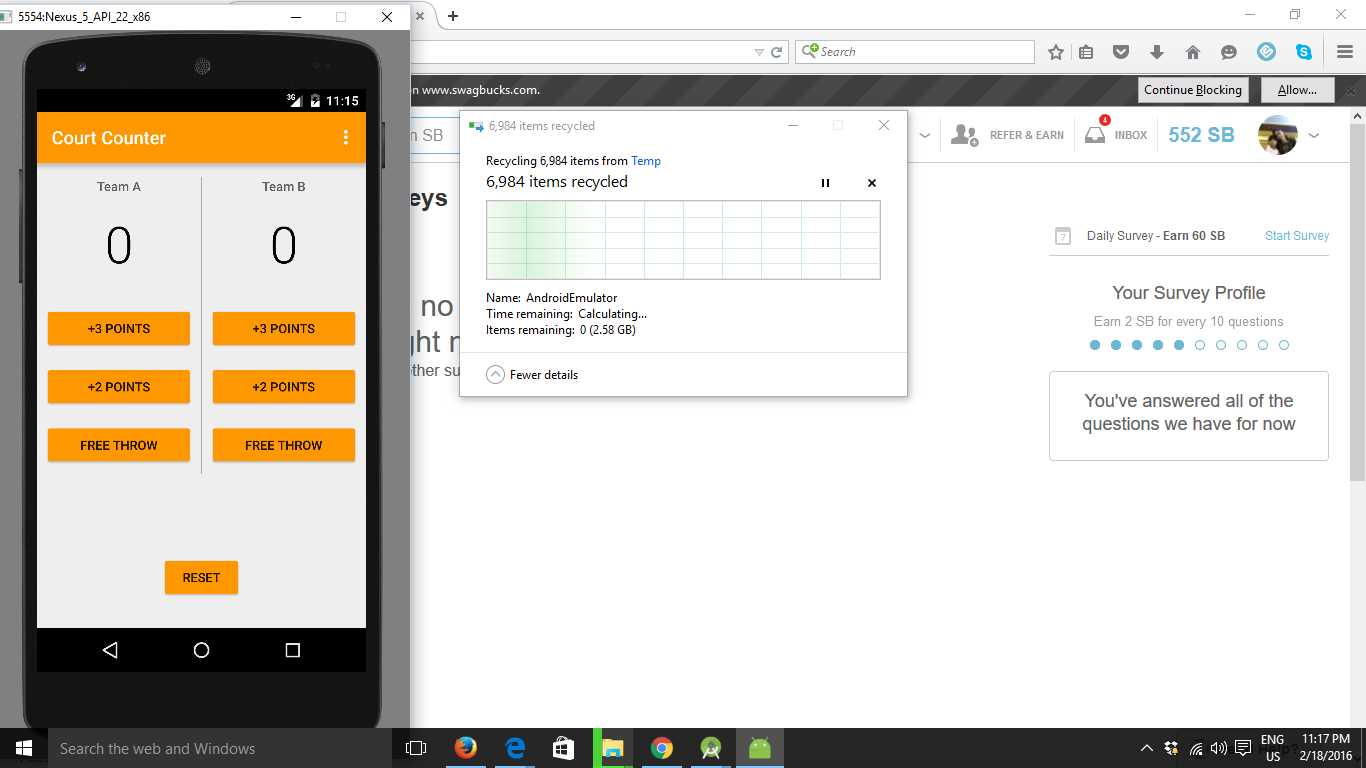 5554:Nexus_5_API_22_x86
3G 11:15
Court Counter
Team A Team B
0 0
+3 POINTS +3 POINTS
+2 POINTS +2 POINTS
FREE THROW FREE THROW
RESET
Search
n www.swagbucks.com.
Continue Blocking Allow...
SB
REFER & EARN
4
INBOX
552 SB
eys
no
ght n
other su
6,984 items recycled
Recycling 6,984 items from Temp
6,984 items recycled
Name: AndroidEmulator
Time remaining: Calculating...
Items remaining: 0 (2.58 GB)
Fewer details
7
Daily Survey - Earn 60 SB Start Survey
Your Survey Profile
Earn 2 SB for every 10 questions
You've answered all of the
questions we have for now
Search the web and Windows
ENG
US
11:17 PM
2/18/2016